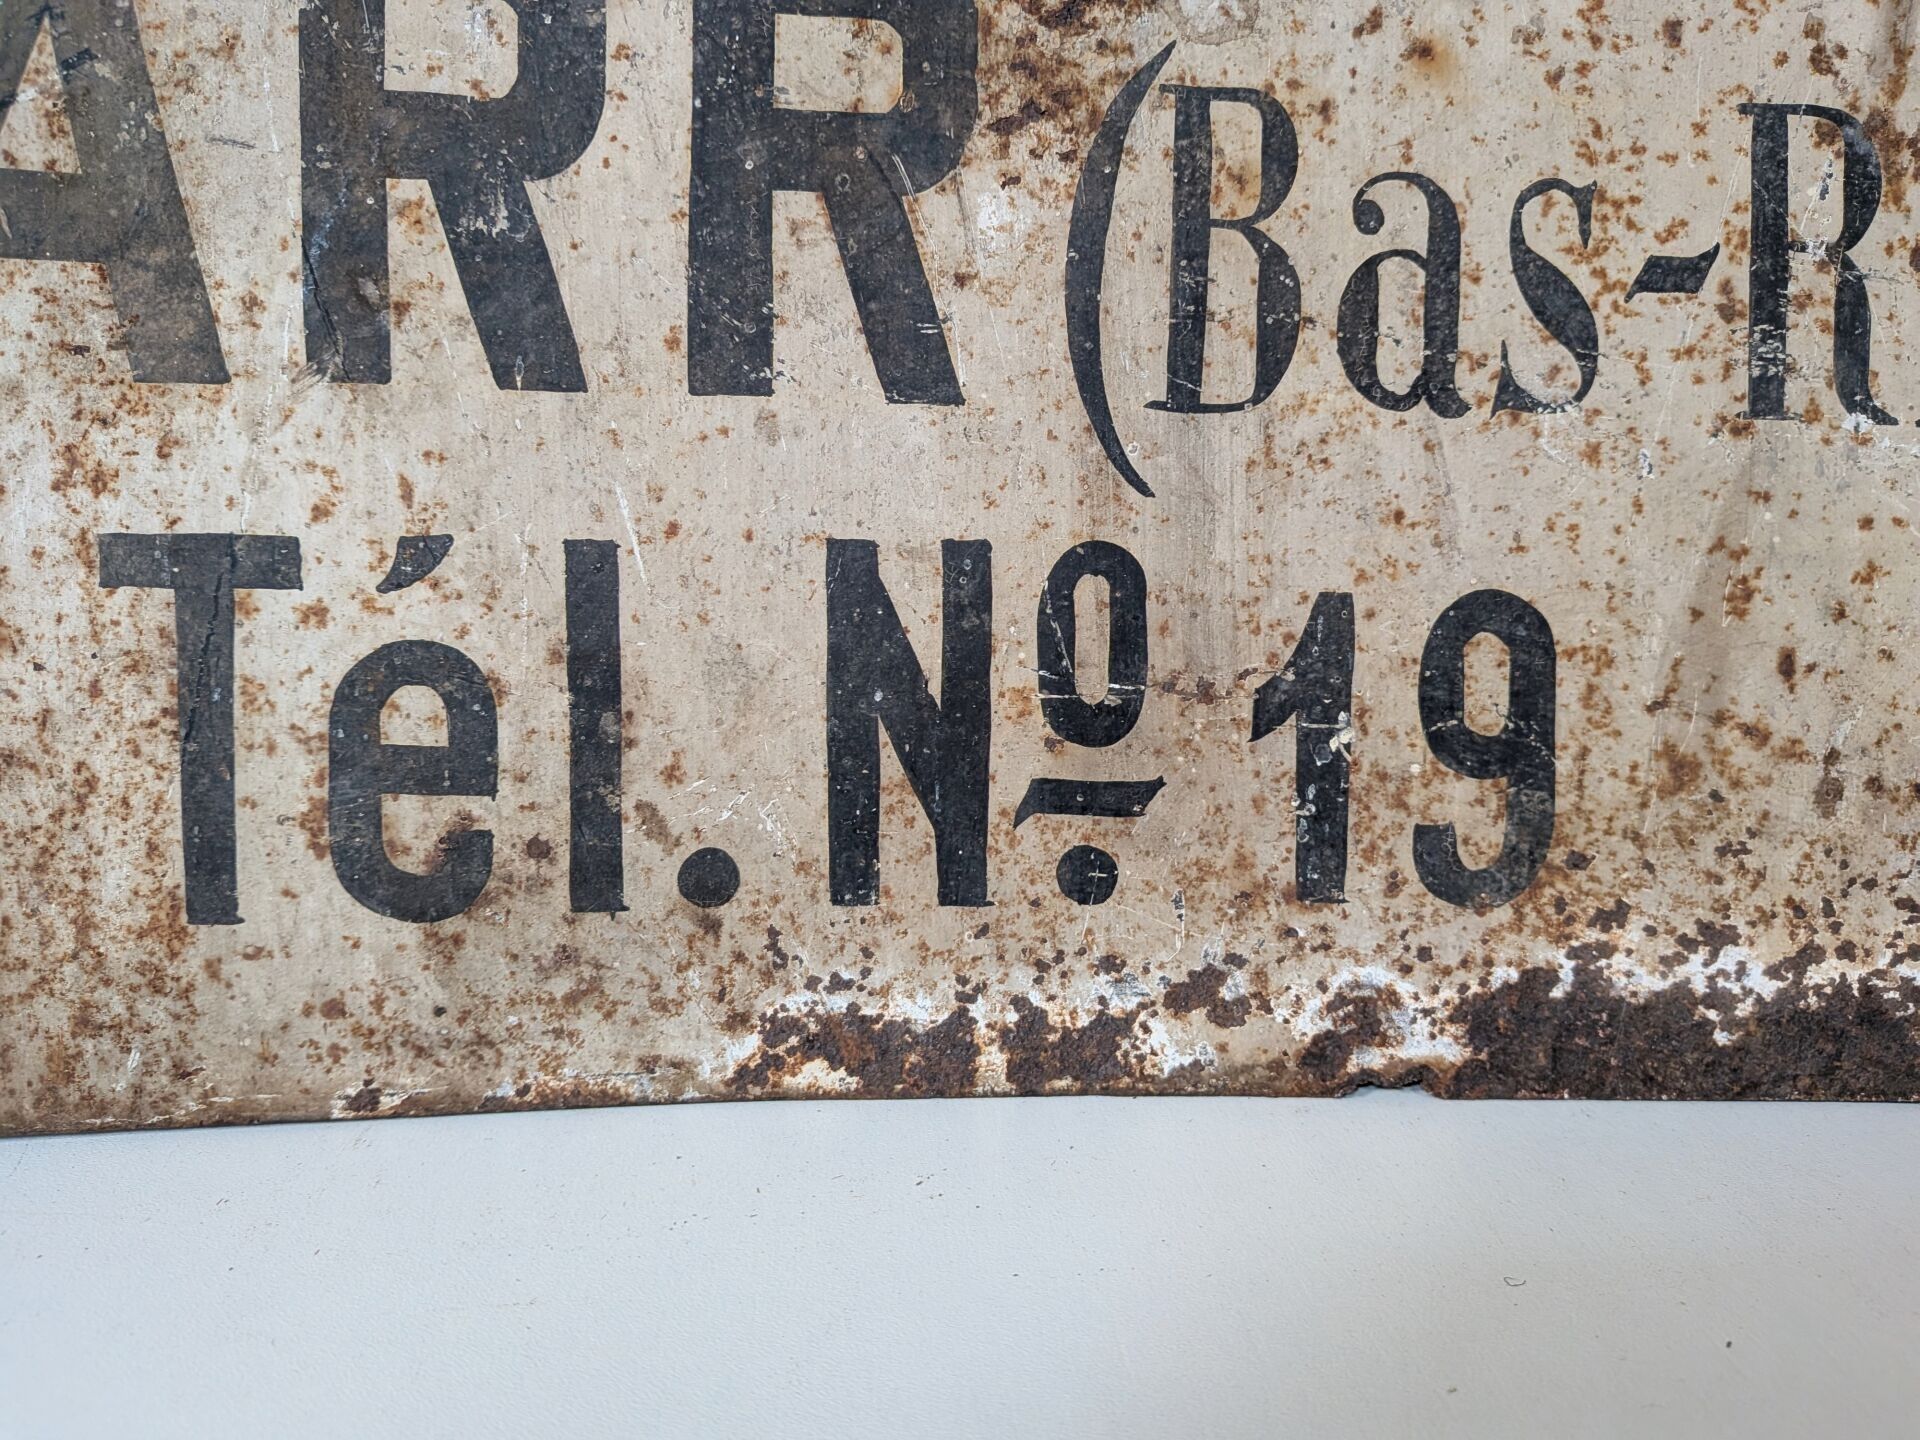 ARR (Bas-R
Tél. Nº 19